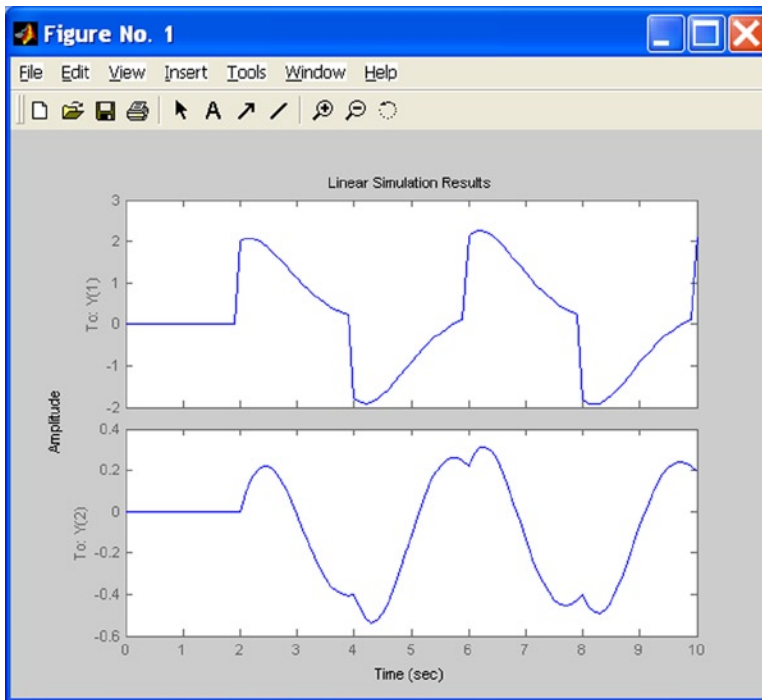 Figure No. 1
File Edit View Insert Tools Window Help
A
Linear Simulation Results
3
2
1
0
-1
-2
To: Y(1)
Amplitude
0.4
0.2
0
-0.2
-0.4
-0.6
To: Y(2)
0 1 2 3 4 5 6 7 8 9 10
Time (sec)